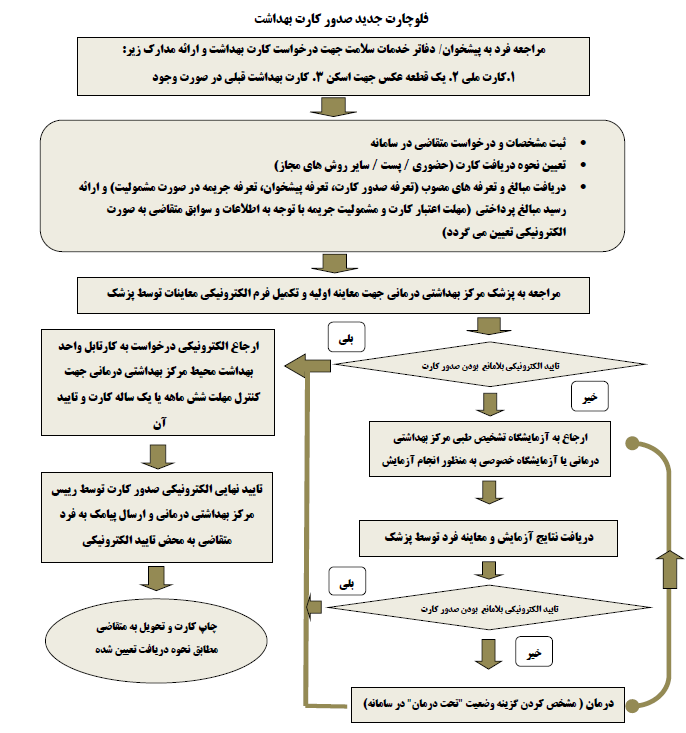 فلوچارت جدید صدور کارت بهداشت
مراجعه فرد به پیشخوان/ دفاتر خدمات سلامت جهت درخواست کارت بهداشت و ارائه مدارک زیر:
۱.کارت ملی ۲. یک قطعه عکس جهت اسکن ۳. کارت بهداشت قبلی در صورت وجود
• ثبت مشخصات و درخواست متقاضی در سامانه
• تعیین نحوه دریافت کارت (حضوری / پست / سایر روش های مجاز)
• دریافت مبالغ و تعرفه های مصوب (تعرفه صدور کارت، تعرفه پیشخوان، تعرفه جریمه در صورت مشمولیت) و ارائه
رسید مبالغ پرداختی (مهلت اعتبار کارت و مشمولیت جریمه با توجه به اطلاعات و سوابق متقاضی به صورت
الکترونیکی تعیین می گردد)
مراجعه به پزشک مرکز بهداشتی درمانی جهت معاینه اولیه و تکمیل فرم الکترونیکی معاینات توسط پزشک
تایید الکترونیکی بلامانع بودن صدور کارت
بلی
خیر
ارجاع به آزمایشگاه تشخیص طبی مرکز بهداشتی
درمانی یا آزمایشگاه خصوصی به منظور انجام آزمایش
دریافت نتایج آزمایش و معاینه فرد توسط پزشک
تایید الکترونیکی بلامانع بودن صدور کارت
بلی
خیر
درمان ( مشخص کردن گزینه وضعیت "تحت درمان" در سامانه)
ارجاع الکترونیکی درخواست به کارتابل واحد
بهداشت محیط مرکز بهداشتی درمانی جهت
کنترل مهلت شش ماهه یا یک ساله کارت و تایید
آن
تایید نهایی الکترونیکی صدور کارت توسط رییس
مرکز بهداشتی درمانی و ارسال پیامک به فرد
متقاضی به محض تایید الکترونیکی
چاپ کارت و تحویل به متقاضی
مطابق نحوه دریافت تعیین شده